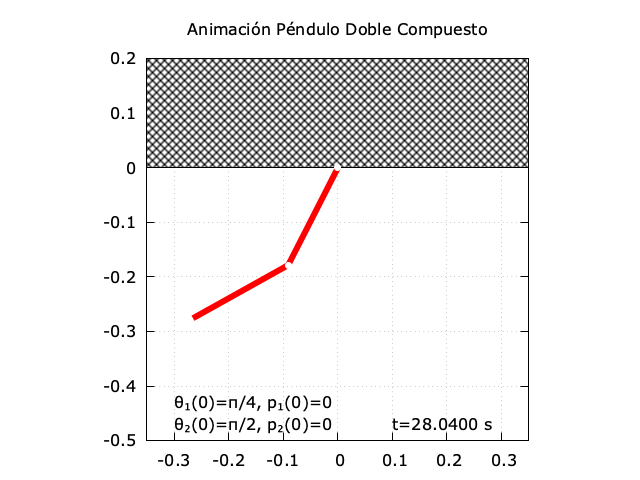 Animación Péndulo Doble Compuesto
0.2
0.1
0
-0.1
-0.2
-0.3
-0.4
-0.5
θ₁(0)=π/4, p₁(0)=0
θ₂(0)=π/2, p₂(0)=0 t=28.0400 s
-0.3 -0.2 -0.1 0 0.1 0.2 0.3